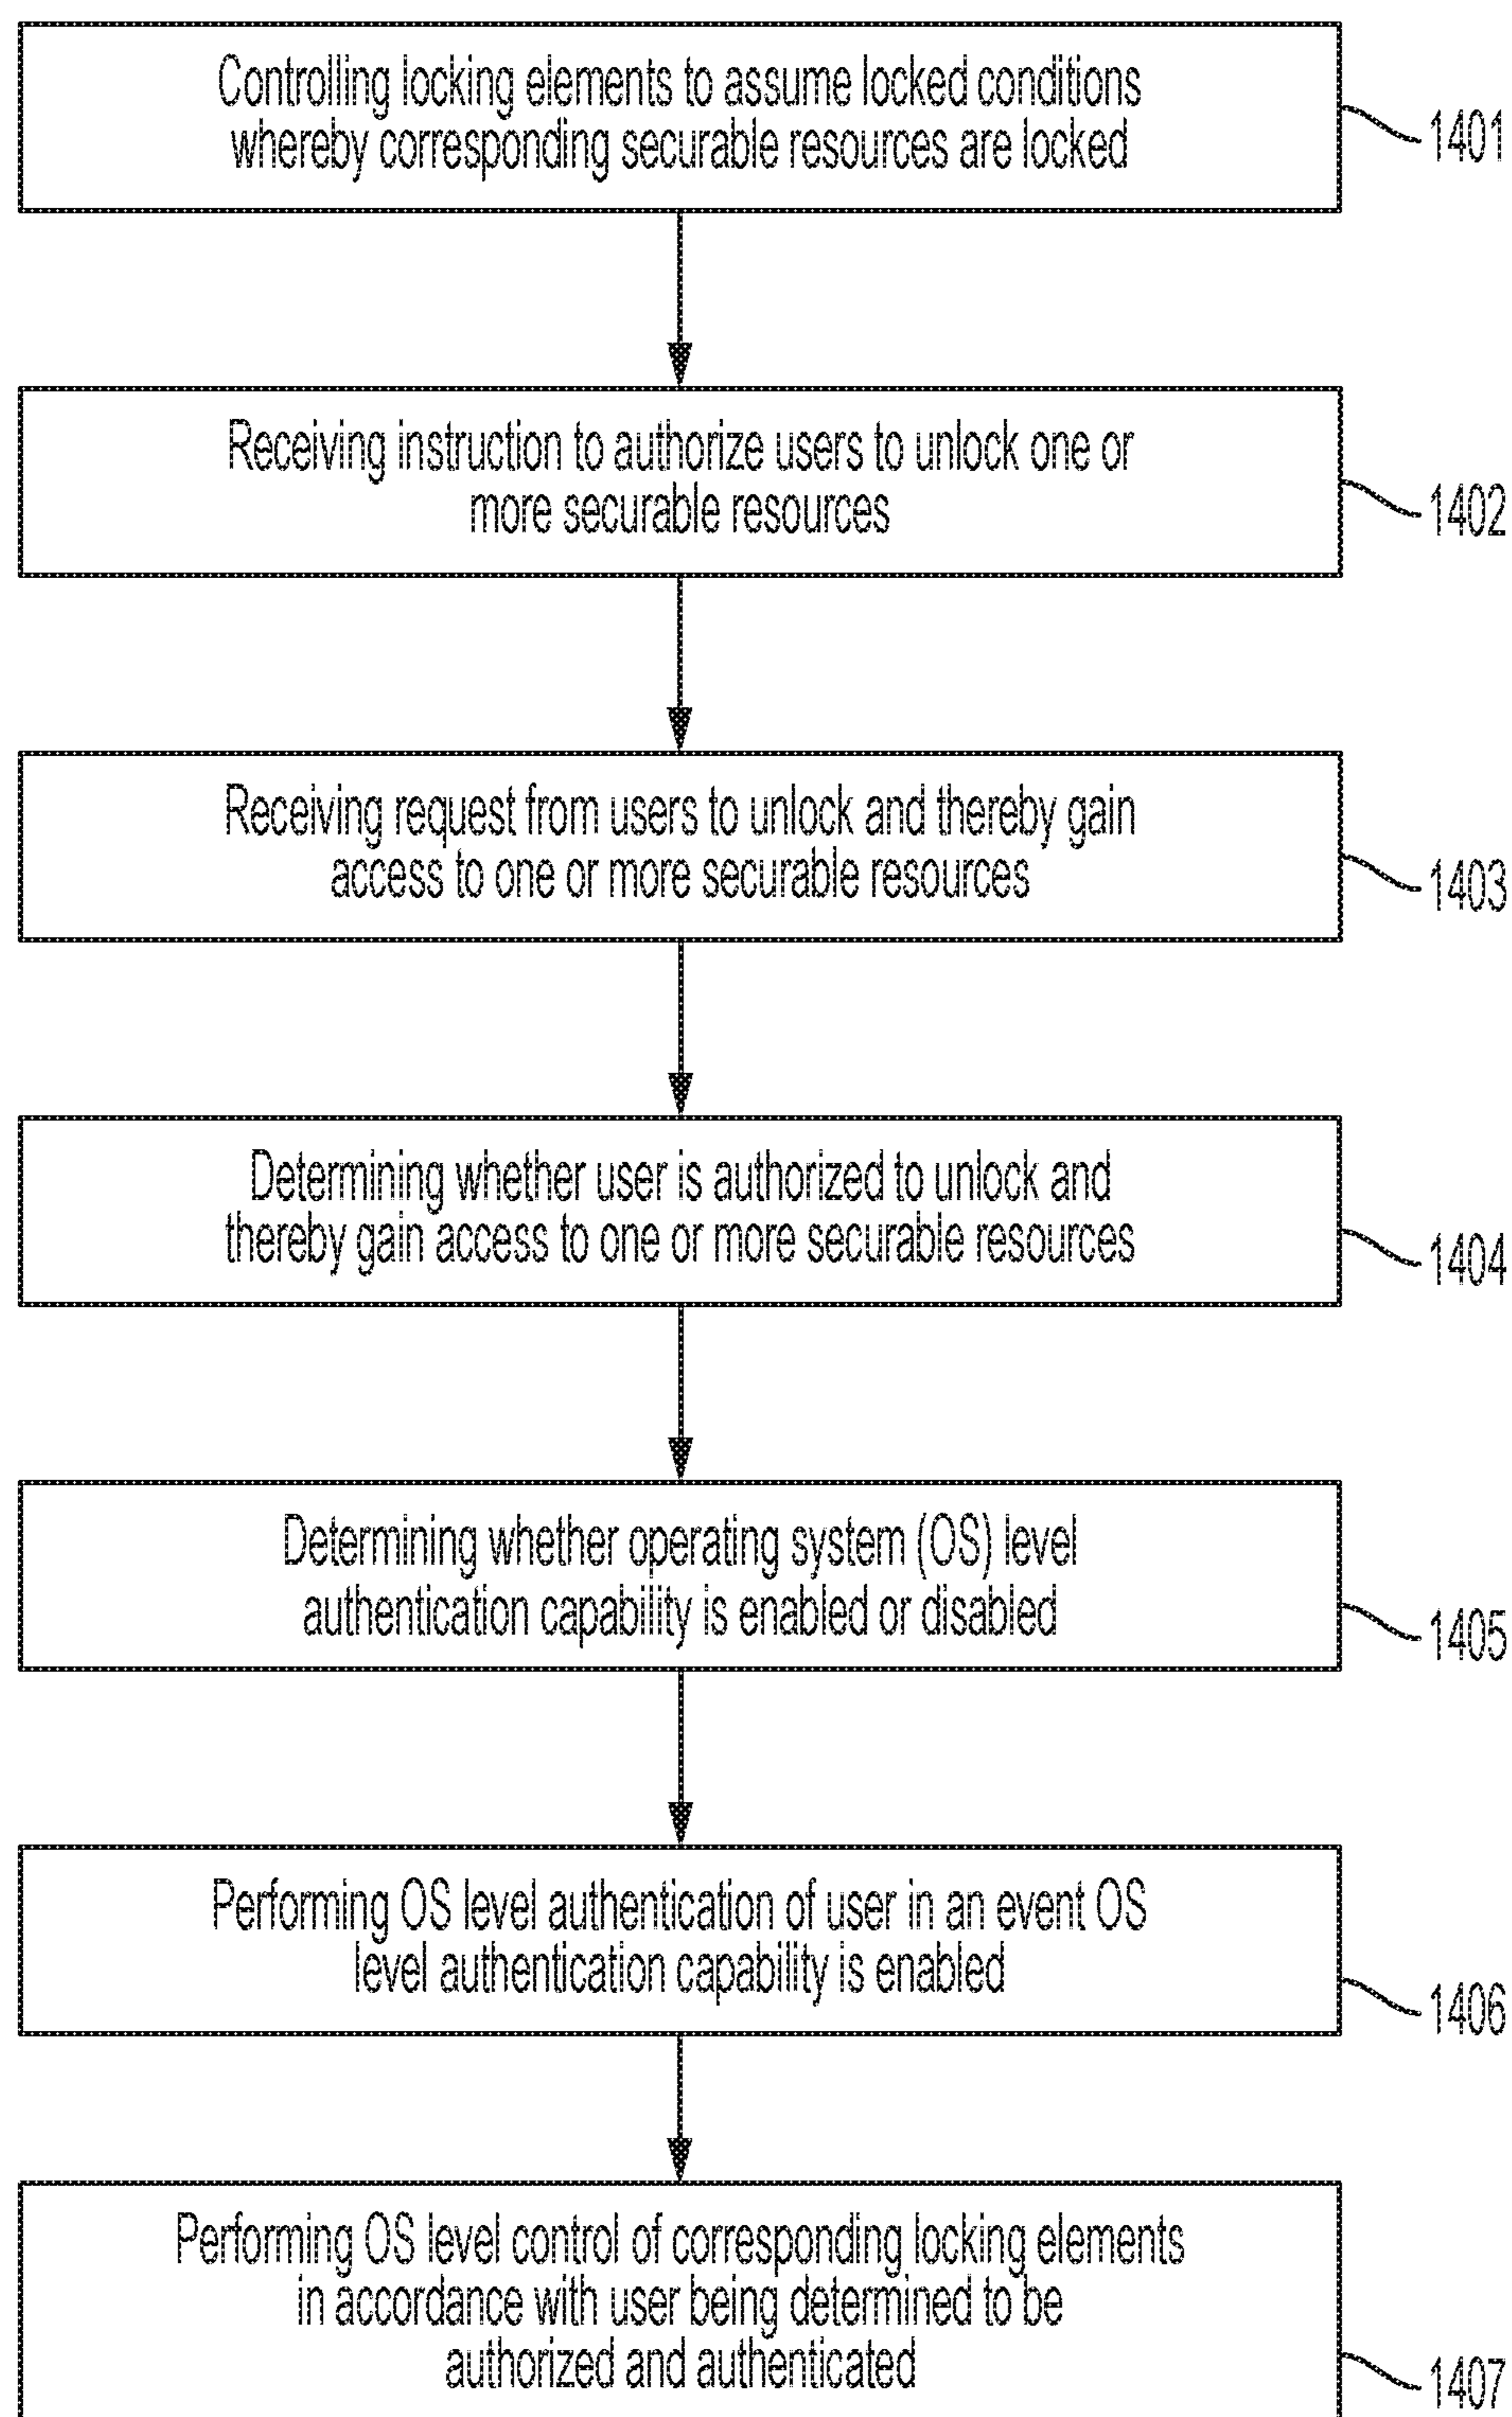 Controlling locking elements to assume locked conditions
whereby corresponding securable resources are locked
1401
Receiving instruction to authorize users to unlock one or
more securable resources
1402
Receiving request from users to unlock and thereby gain
access to one or more securable resources
1403
Determining whether user is authorized to unlock and
thereby gain access to one or more securable resources
1404
Determining whether operating system (OS) level
authentication capability is enabled or disabled
1405
Performing OS level authentication of user in an event OS
level authentication capability is enabled
1406
Performing OS level control of corresponding locking elements
in accordance with user being determined to be
authorized and authenticated
1407